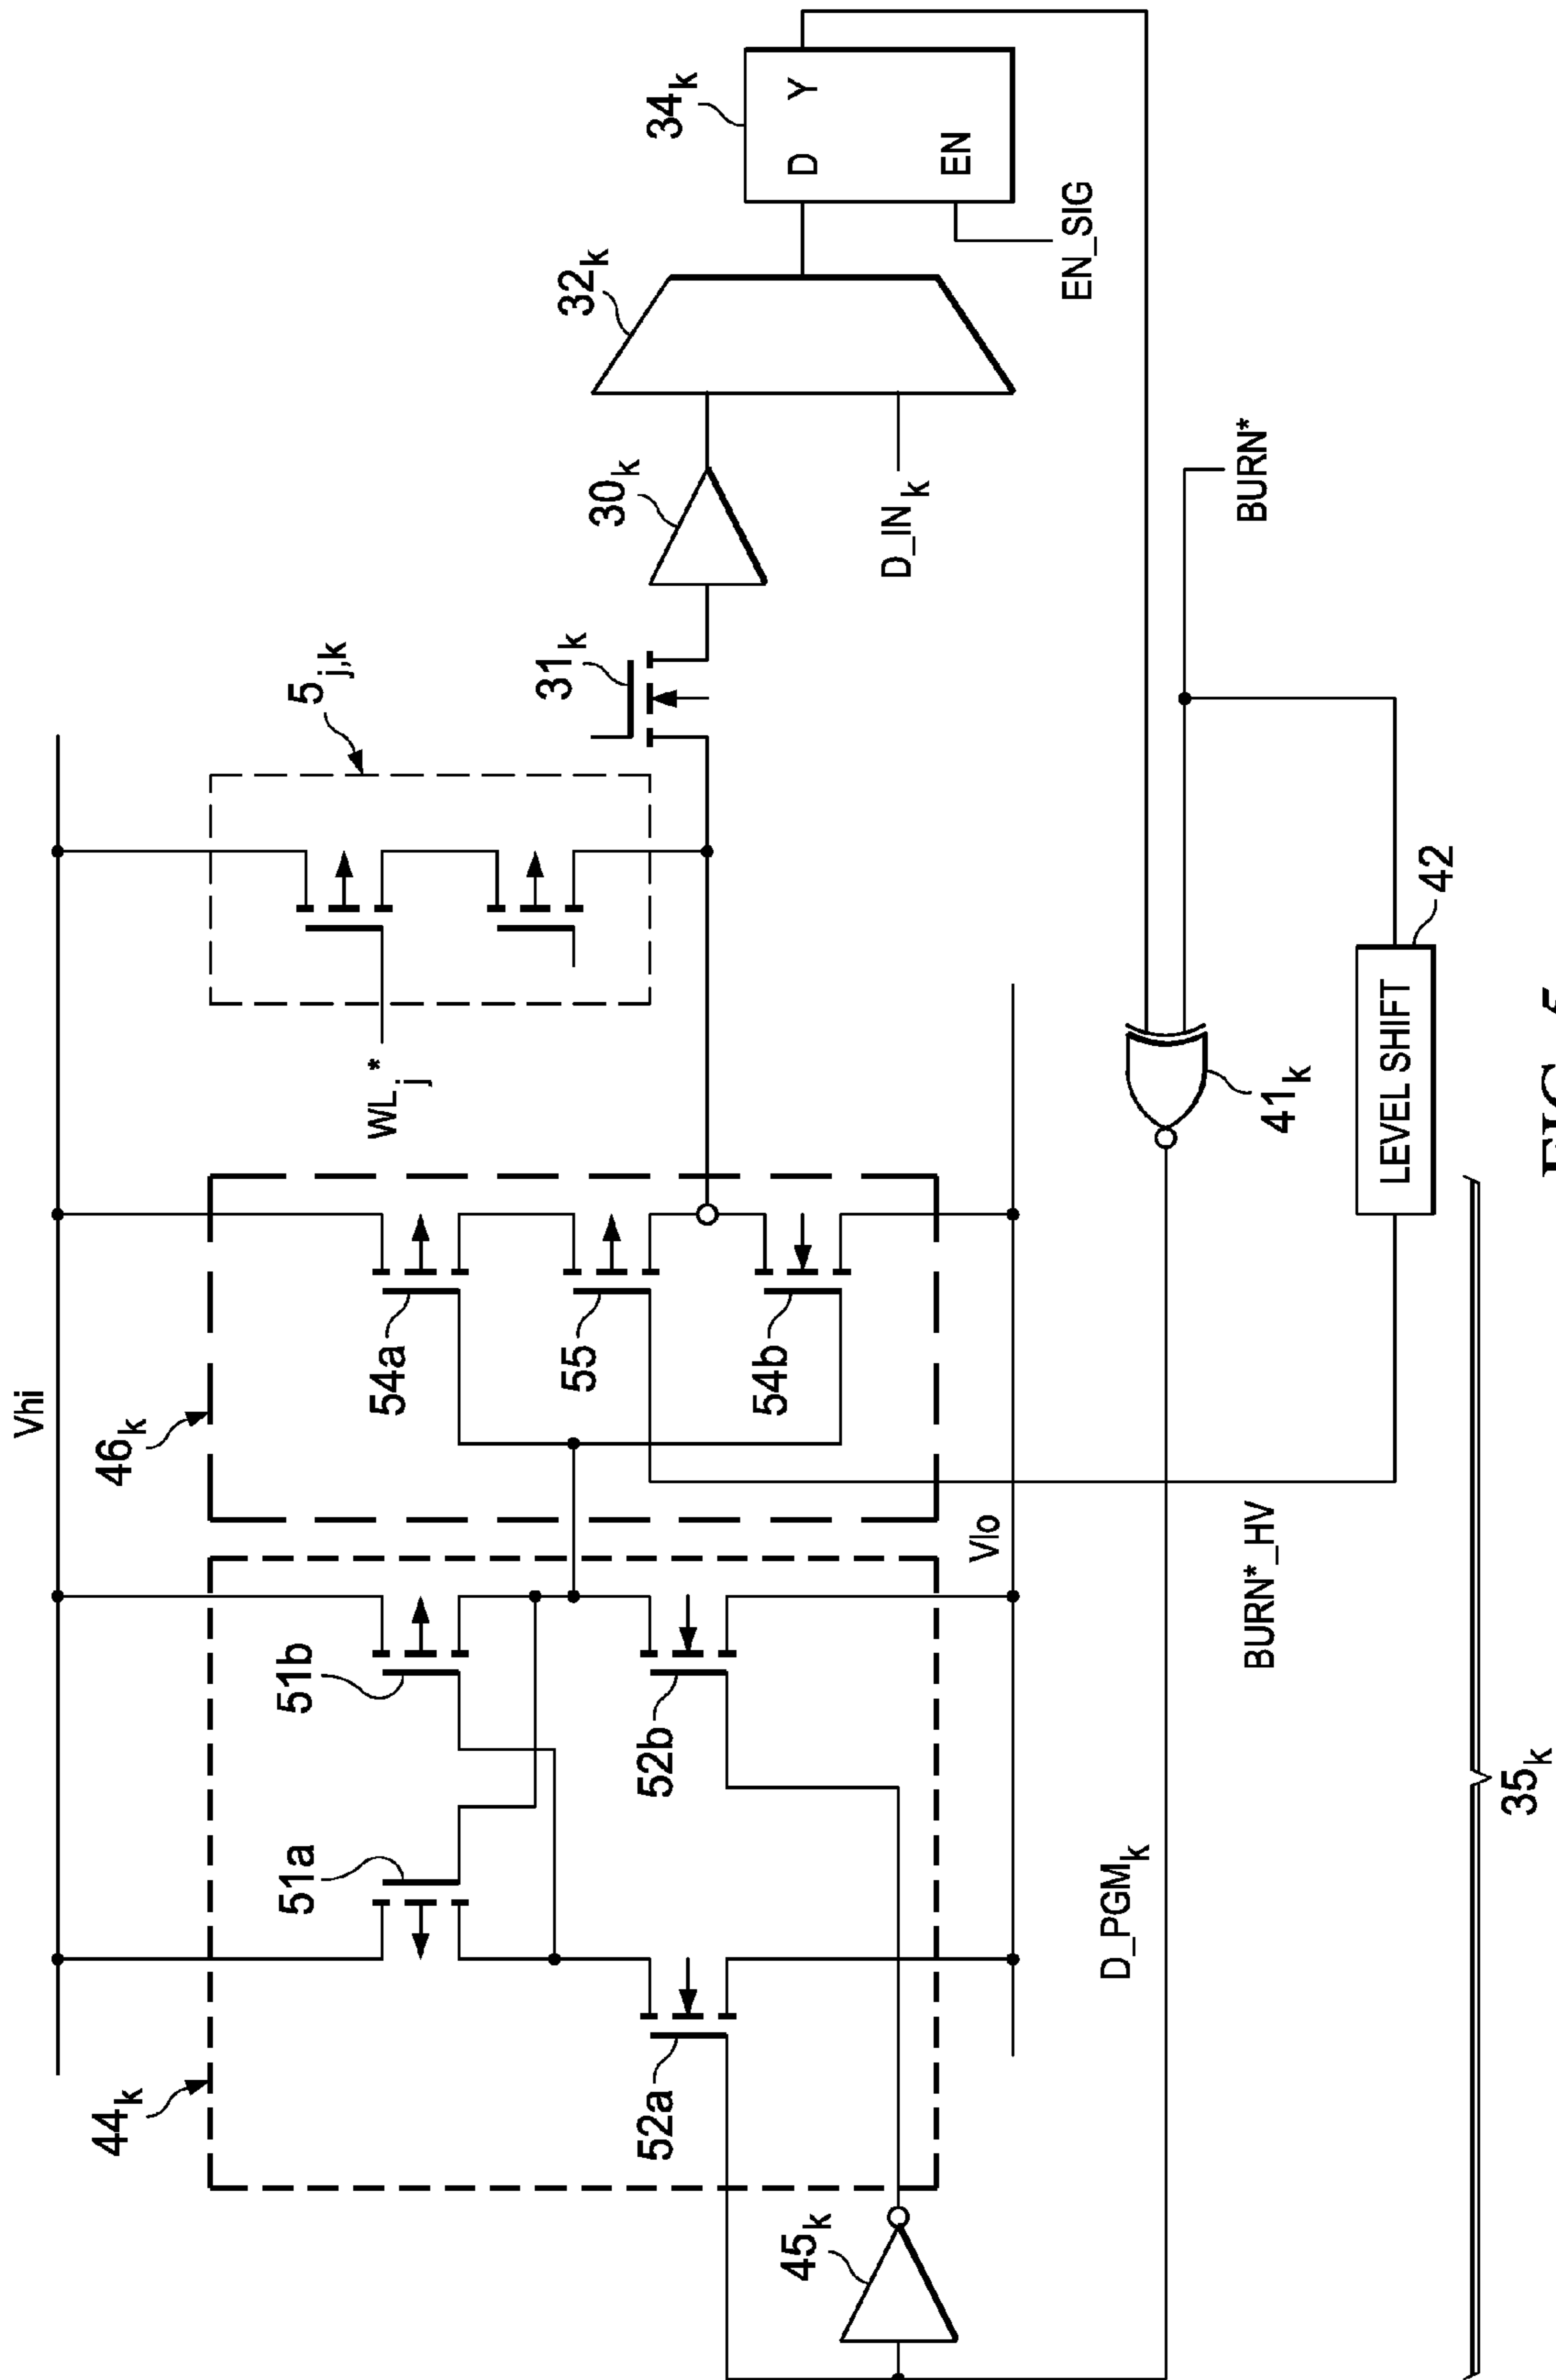 Vhi
44k
51a
51b
52a
52b
45k
46k
54a
55
54b
Vlo
WLj*
5j,k
31k
30k
32k
D_INk
34k
D Y
EN
EN_SIG
D_PGMk
BURN*_HV
41k
BURN*
LEVEL SHIFT
42
35k